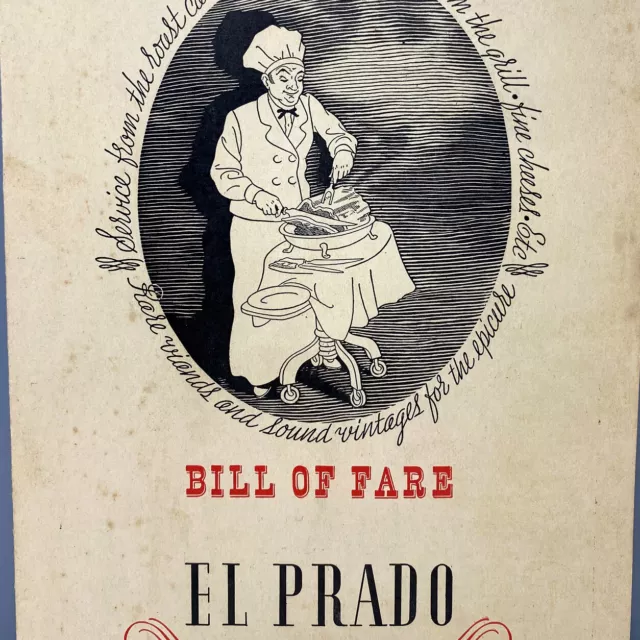 Service from the roast
m the grill · fine cheeses · Etc
Rare viands and sound vintages for the epicure
BILL OF FARE
EL PRADO